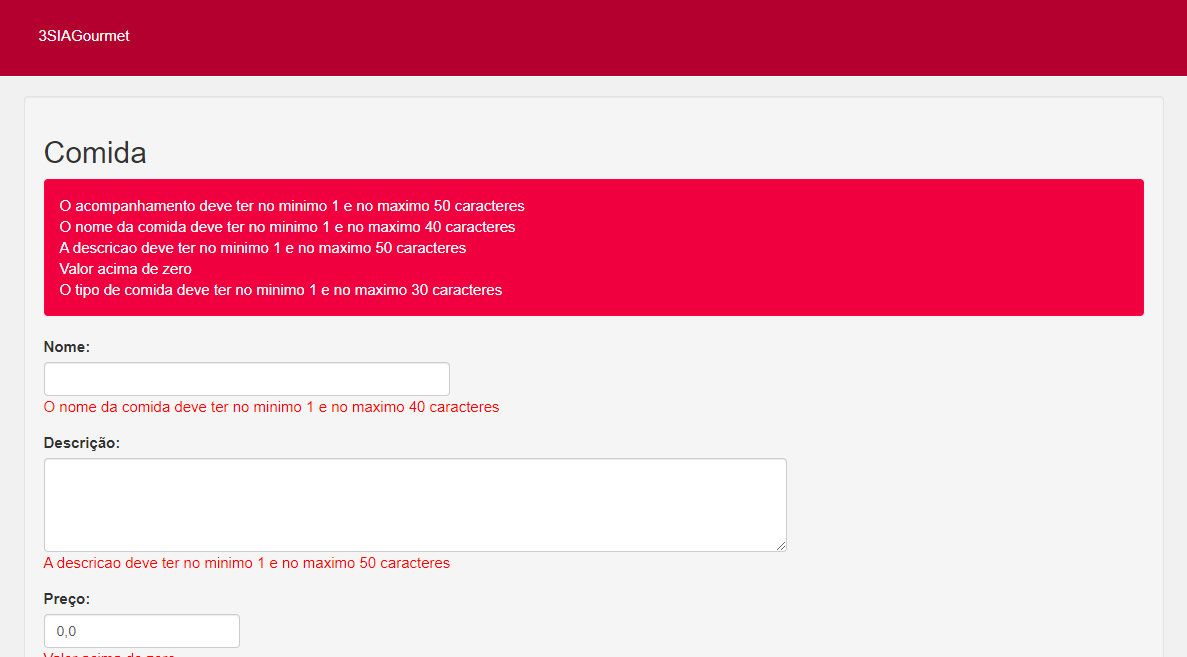 3SIAGourmet
Comida
O acompanhamento deve ter no minimo 1 e no maximo 50 caracteres
O nome da comida deve ter no minimo 1 e no maximo 40 caracteres
A descricao deve ter no minimo 1 e no maximo 50 caracteres
Valor acima de zero
O tipo de comida deve ter no minimo 1 e no maximo 30 caracteres
Nome:
O nome da comida deve ter no minimo 1 e no maximo 40 caracteres
Descrição:
A descricao deve ter no minimo 1 e no maximo 50 caracteres
Preço:
0,0
Valor acima de zero